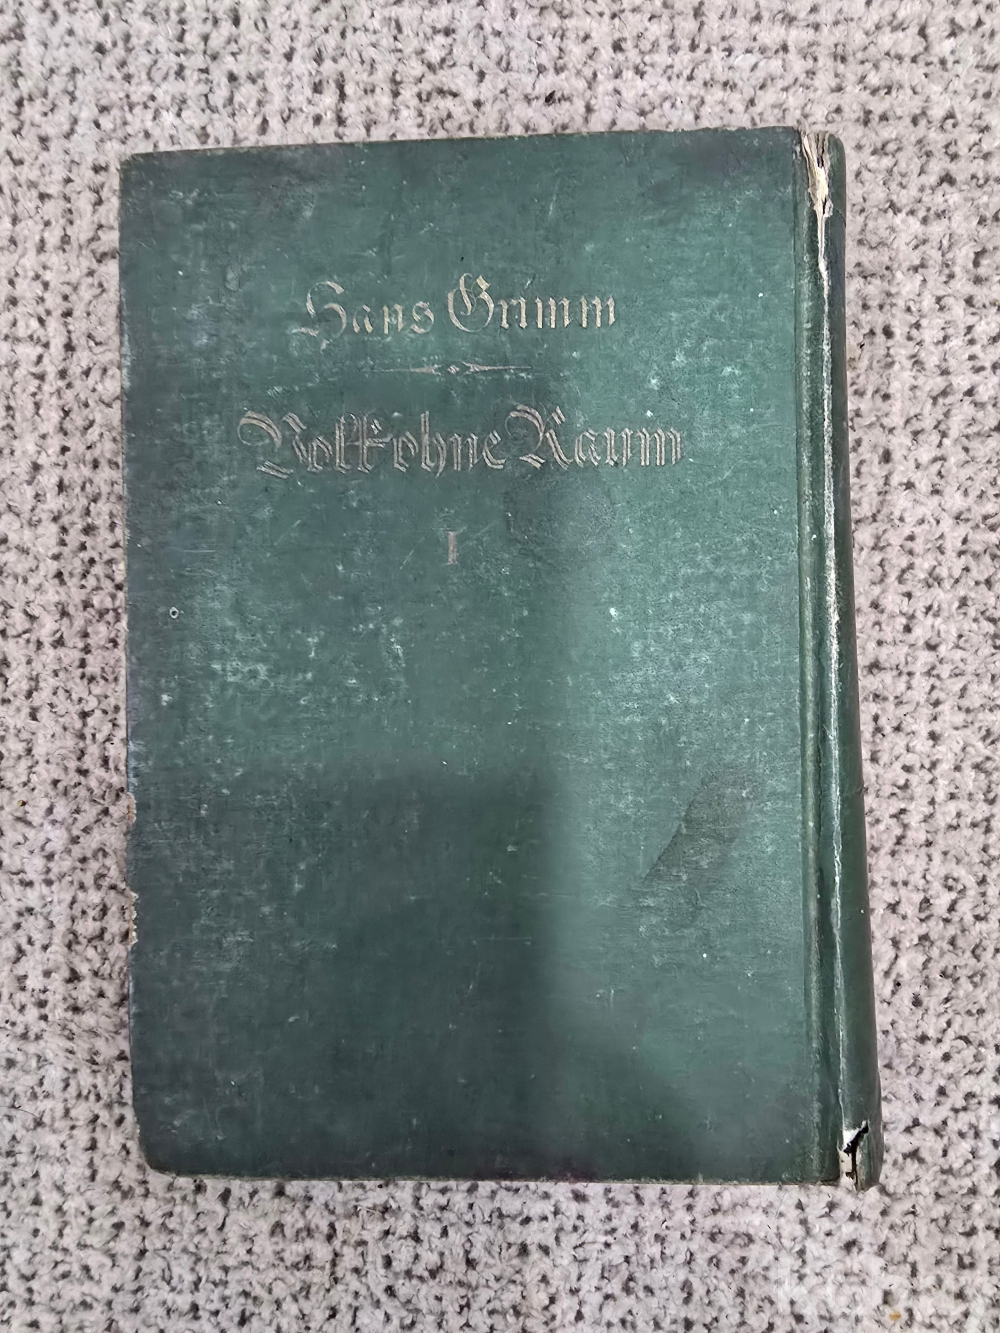 Hans Grimm
Volk ohne Raum
I